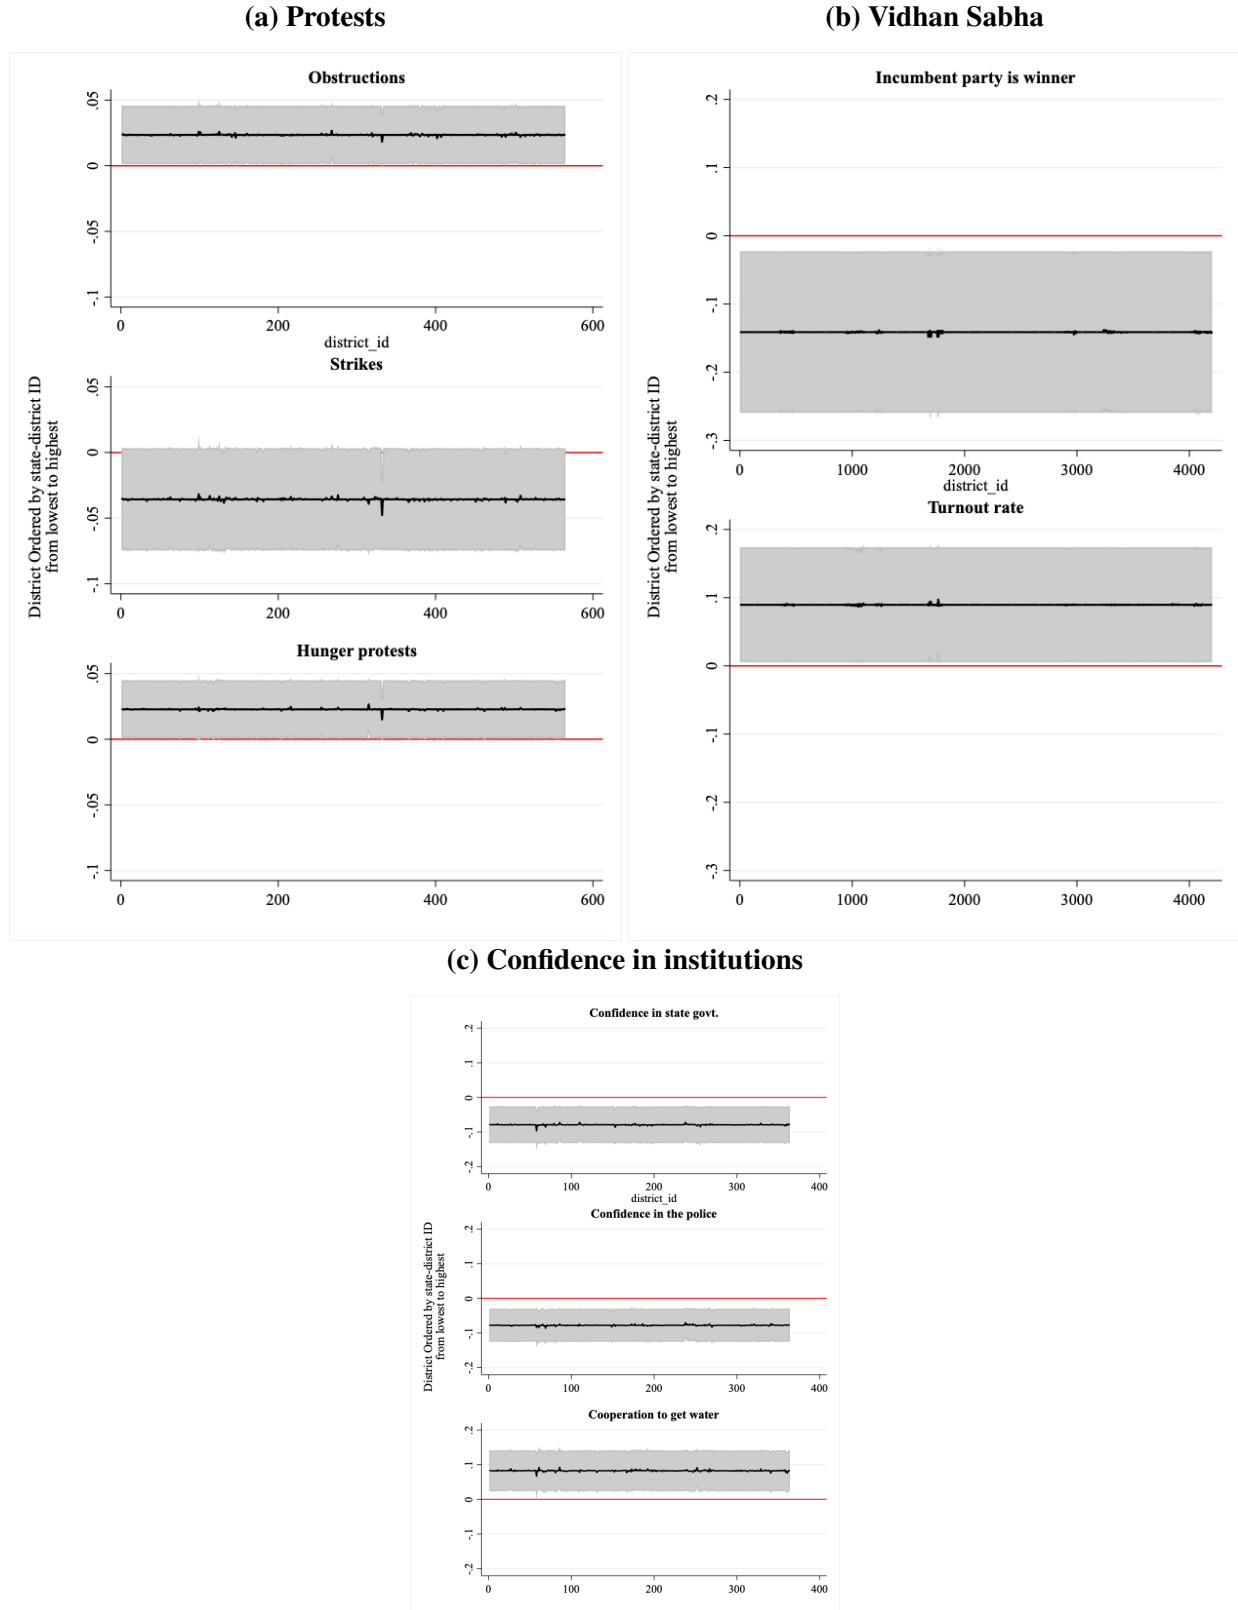 (a) Protests
Obstructions
.05
0
-.05
-.1
0 200 400 600
district_id
Strikes
.05
0
-.05
-.1
0 200 400 600
Hunger protests
.05
0
-.05
-.1
0 200 400 600
District Ordered by state-district ID
from lowest to highest
(b) Vidhan Sabha
Incumbent party is winner
.2
.1
0
-.1
-.2
-.3
0 1000 2000 3000 4000
district_id
Turnout rate
.2
.1
0
-.1
-.2
-.3
0 1000 2000 3000 4000
District Ordered by state-district ID
from lowest to highest
(c) Confidence in institutions
Confidence in state govt.
.2
.1
0
-.1
-.2
0 100 200 300 400
district_id
Confidence in the police
.2
.1
0
-.1
-.2
0 100 200 300 400
Cooperation to get water
.2
.1
0
-.1
-.2
0 100 200 300 400
District Ordered by state-district ID
from lowest to highest